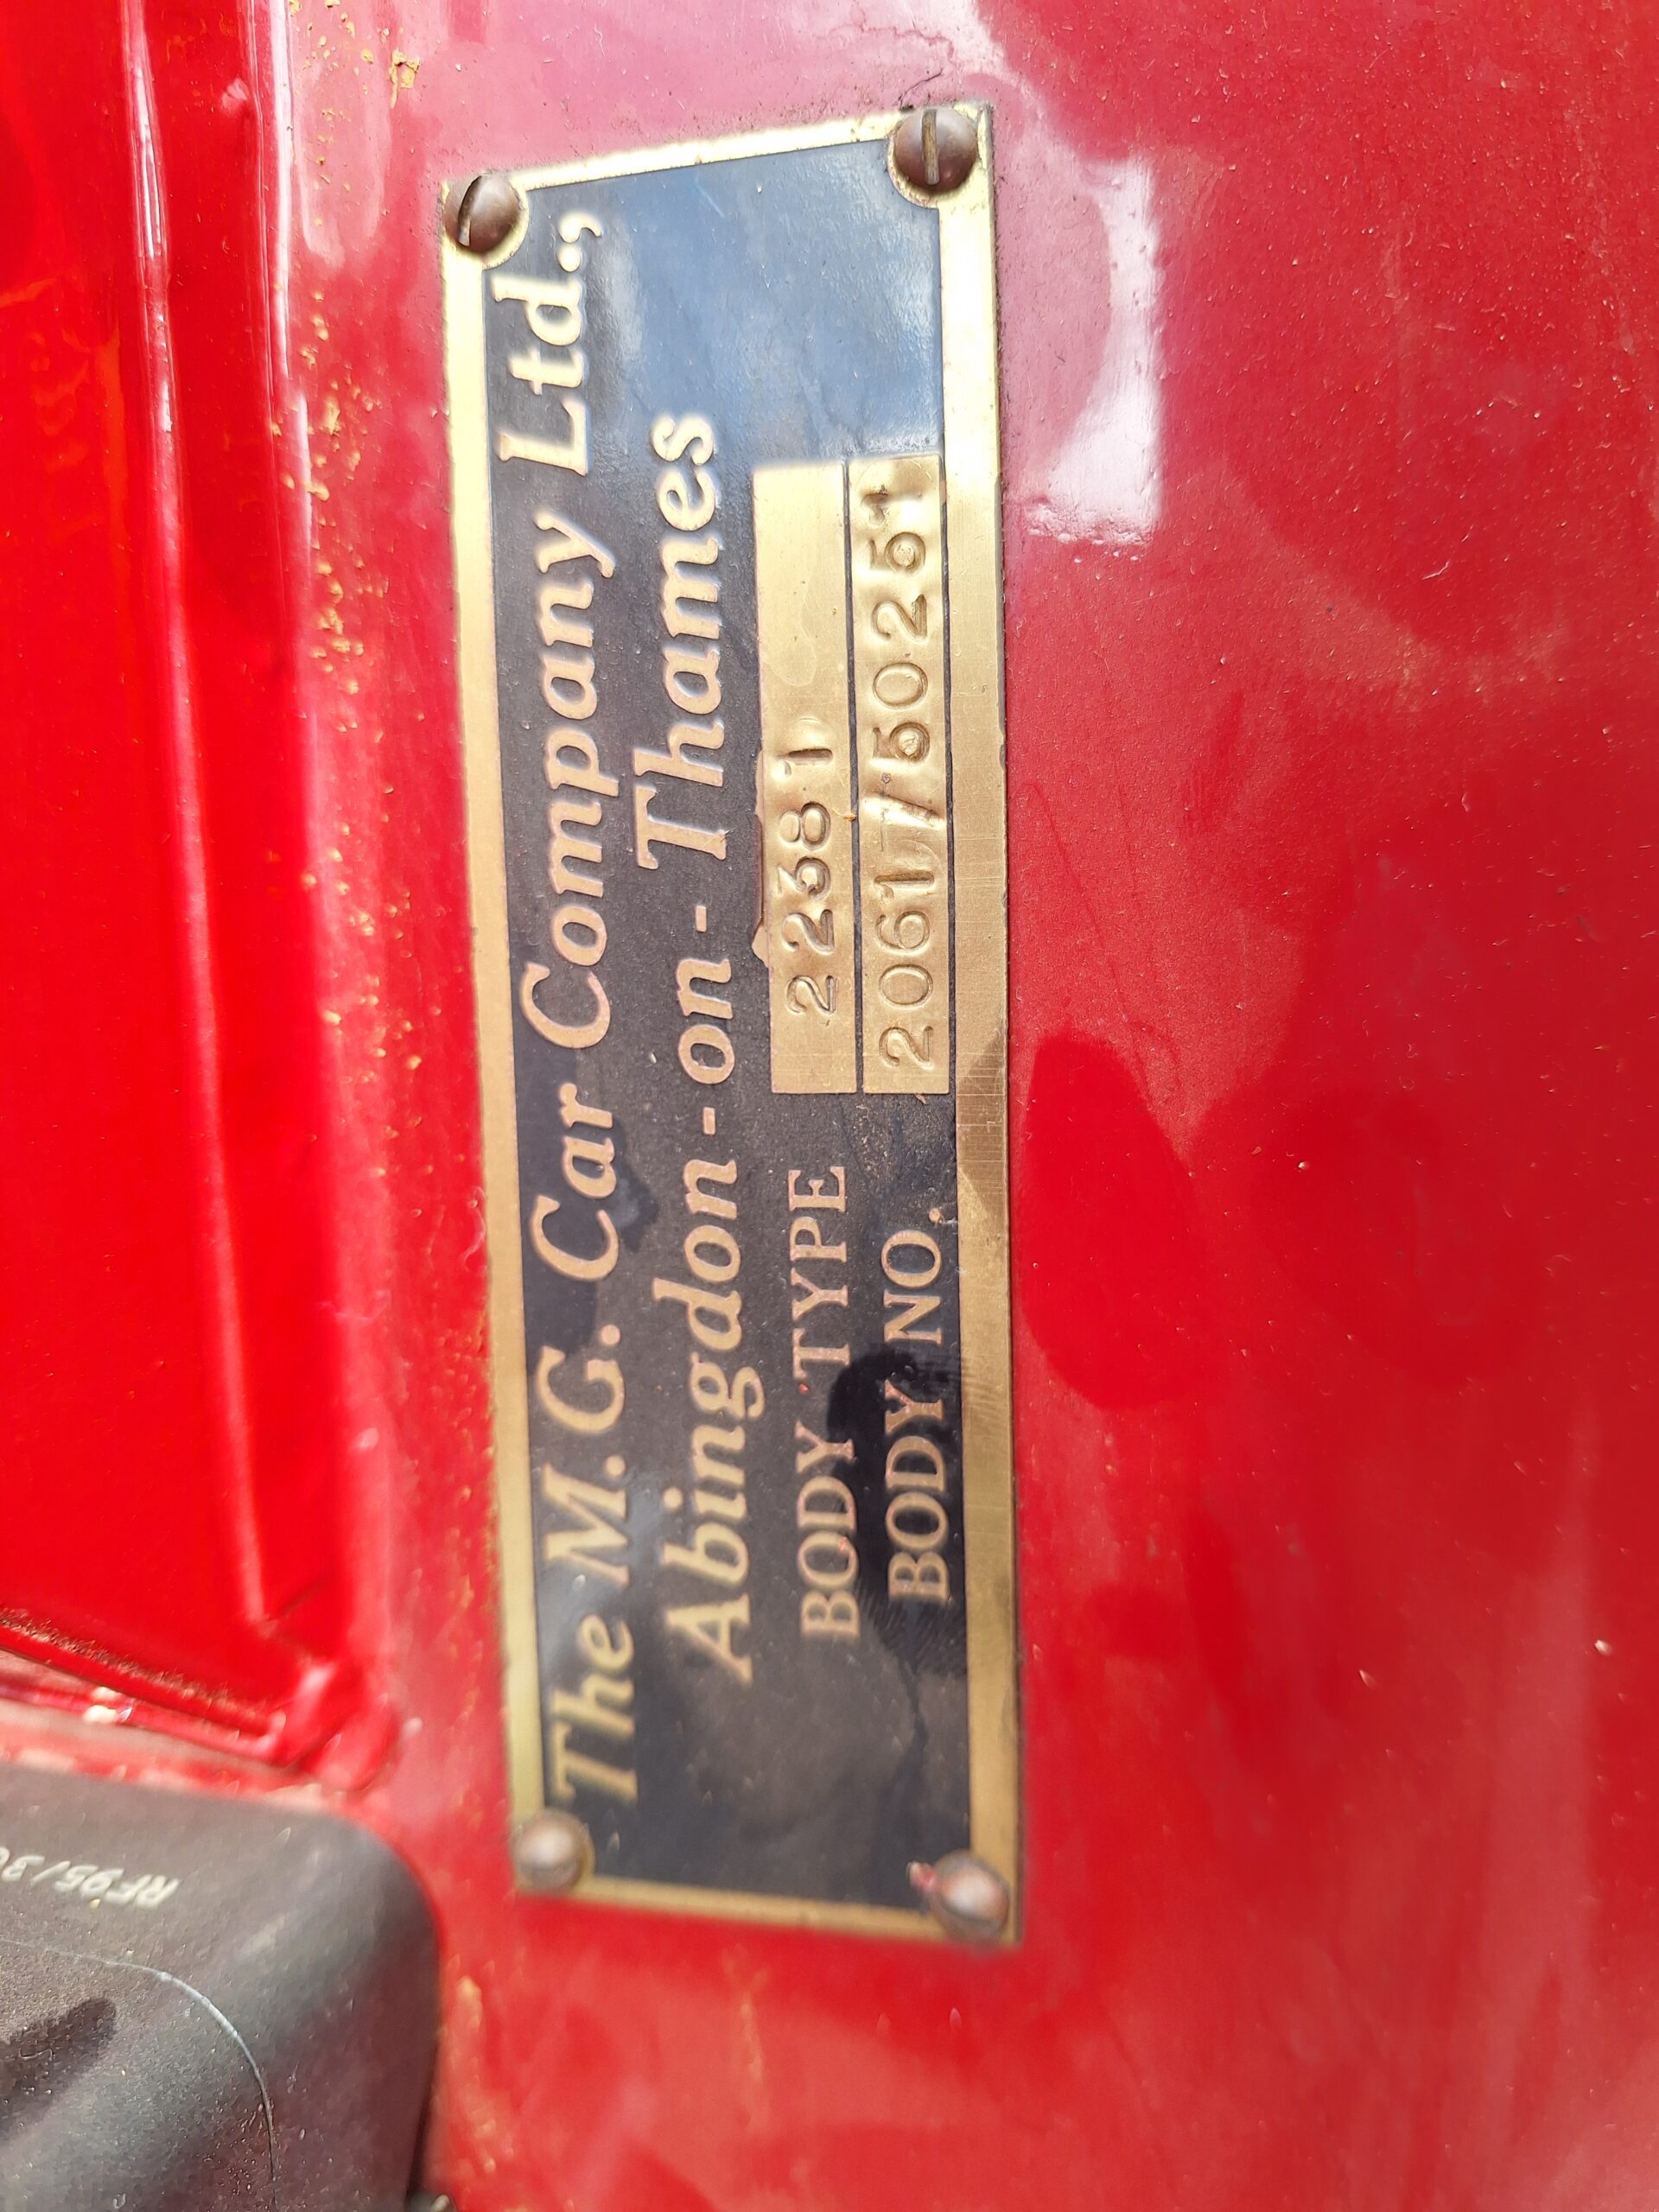 The M.G. Car Company Ltd.,
Abingdon-on-Thames
BODY TYPE 22381
BODY NO. 2061/50251